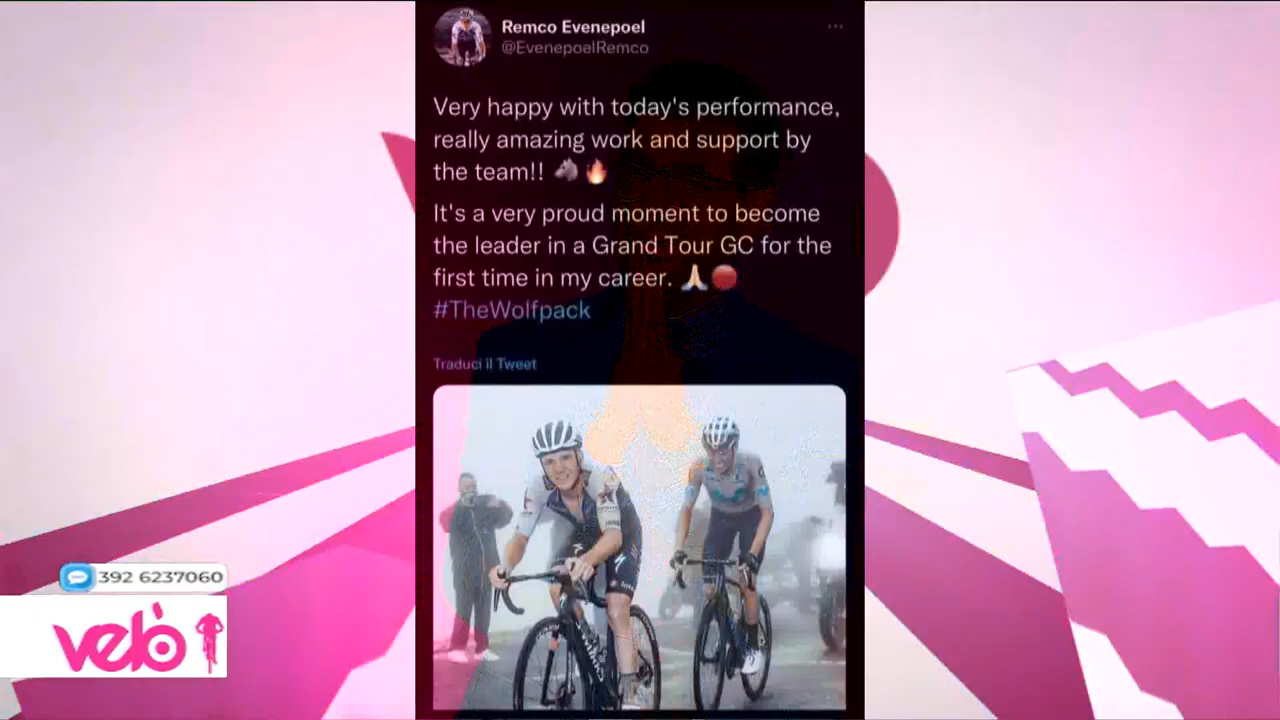 Remco Evenepoel
@EvenepoelRemco
Very happy with today's performance,
really amazing work and support by
the team!! 🐺🔥
It's a very proud moment to become
the leader in a Grand Tour GC for the
first time in my career. 🙏🏻🔴
#TheWolfpack
Traduci il Tweet
392 6237060
velò